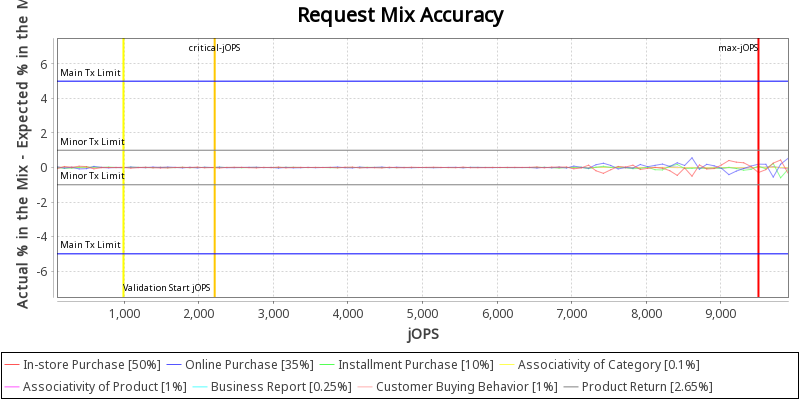 Request Mix Accuracy
Actual % in the Mix - Expected % in the M
critical-jOPS
max-jOPS
6
Main Tx Limit
4
2
Minor Tx Limit
0
Minor Tx Limit
-2
-4
Main Tx Limit
-6
Validation Start jOPS
1,000 2,000 3,000 4,000 5,000 6,000 7,000 8,000 9,000
jOPS
In-store Purchase [50%] Online Purchase [35%] Installment Purchase [10%] Associativity of Category [0.1%]
Associativity of Product [1%] Business Report [0.25%] Customer Buying Behavior [1%] Product Return [2.65%]